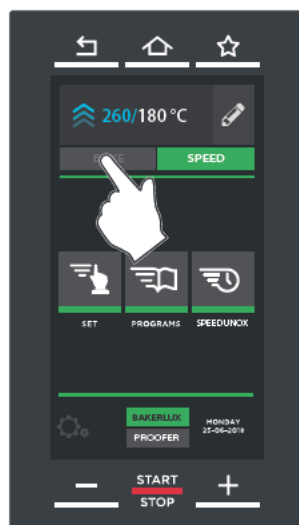 260/180 °C
SPEED
SET PROGRAMS SPEEDUNOX
BAKERLUX
PROOFER
MONDAY
25-06-2018
START
STOP